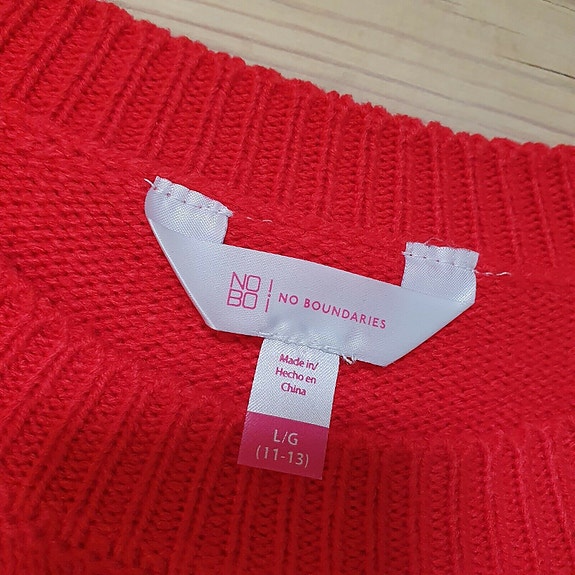 NO
BO
NO BOUNDARIES
Made in/
Hecho en
China
L/G
(11-13)